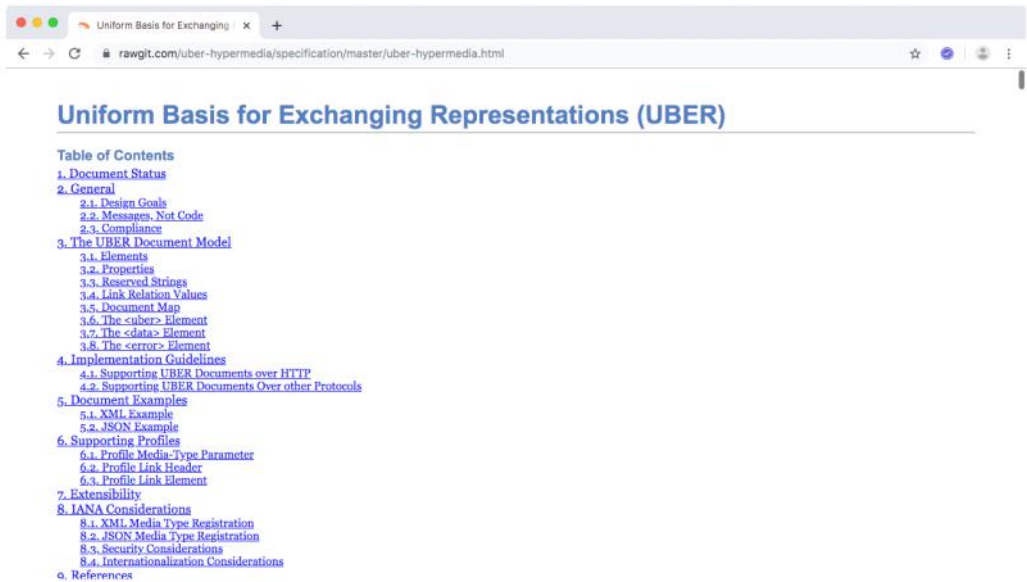 Uniform Basis for Exchanging
rawgit.com/uber-hypermedia/specification/master/uber-hypermedia.html
Uniform Basis for Exchanging Representations (UBER)
Table of Contents
1. Document Status
2. General
2.1. Design Goals
2.2. Messages, Not Code
2.3. Compliance
3. The UBER Document Model
3.1. Elements
3.2. Properties
3.3. Reserved Strings
3.4. Link Relation Values
3.5. Document Map
3.6. The <uber> Element
3.7. The <data> Element
3.8. The <error> Element
4. Implementation Guidelines
4.1. Supporting UBER Documents over HTTP
4.2. Supporting UBER Documents Over other Protocols
5. Document Examples
5.1. XML Example
5.2. JSON Example
6. Supporting Profiles
6.1. Profile Media-Type Parameter
6.2. Profile Link Header
6.3. Profile Link Element
7. Extensibility
8. IANA Considerations
8.1. XML Media Type Registration
8.2. JSON Media Type Registration
8.3. Security Considerations
8.4. Internationalization Considerations
9. References